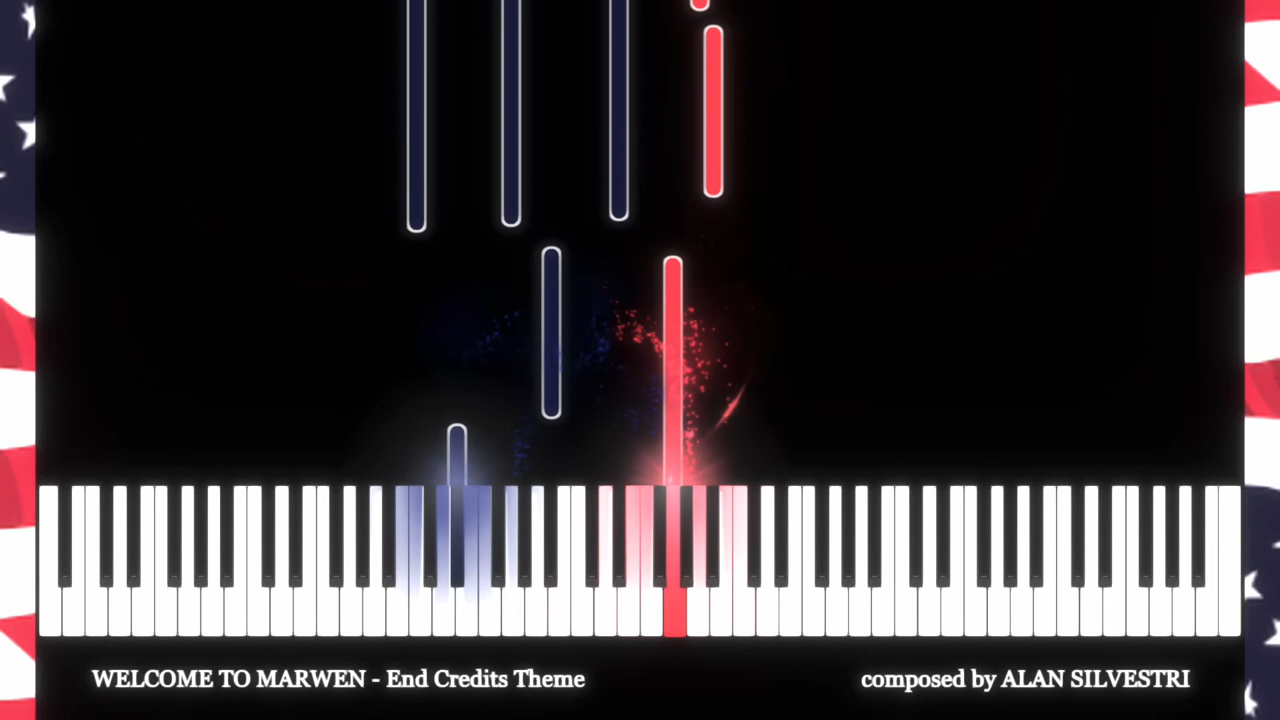 WELCOME TO MARWEN - End Credits Theme
composed by ALAN SILVESTRI